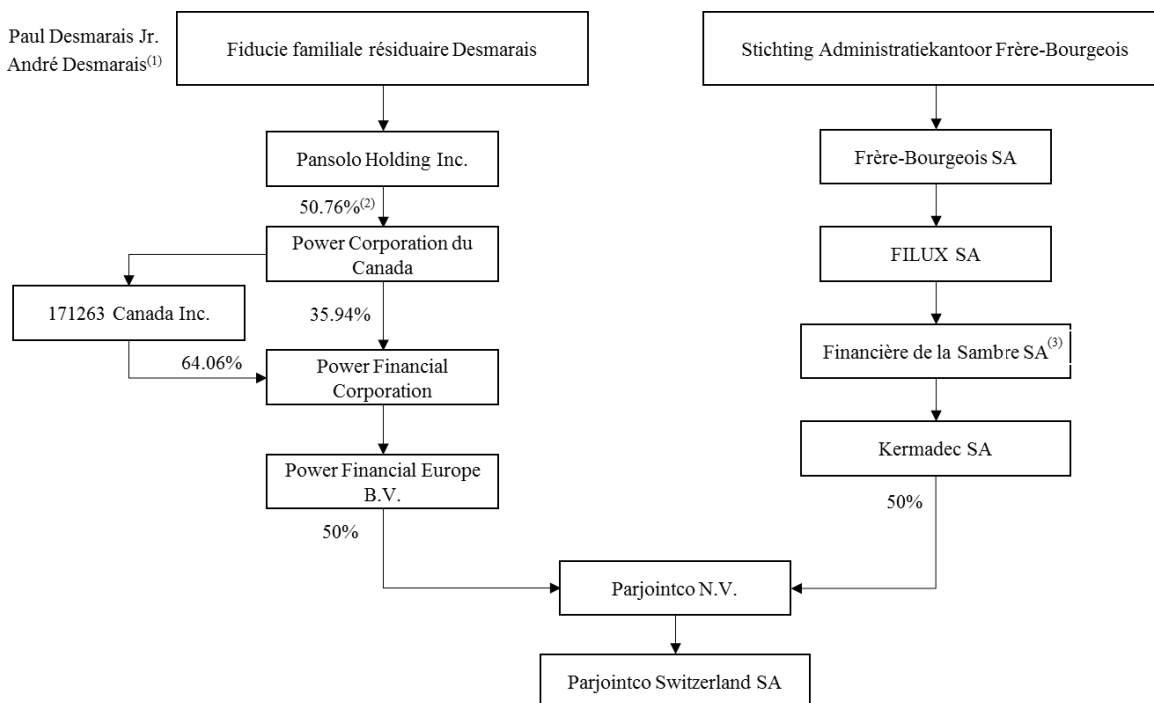 Paul Desmarais Jr.
André Desmarais(1)
Fiducie familiale résiduaire Desmarais
Stichting Administratiekantoor Frère-Bourgeois
Pansolo Holding Inc.
Frère-Bourgeois SA
50.76%(2)
Power Corporation du
Canada
FILUX SA
171263 Canada Inc.
35.94%
Financière de la Sambre SA(3)
64.06%
Power Financial
Corporation
Kermadec SA
Power Financial Europe
B.V.
50%
50%
Parjointco N.V.
Parjointco Switzerland SA